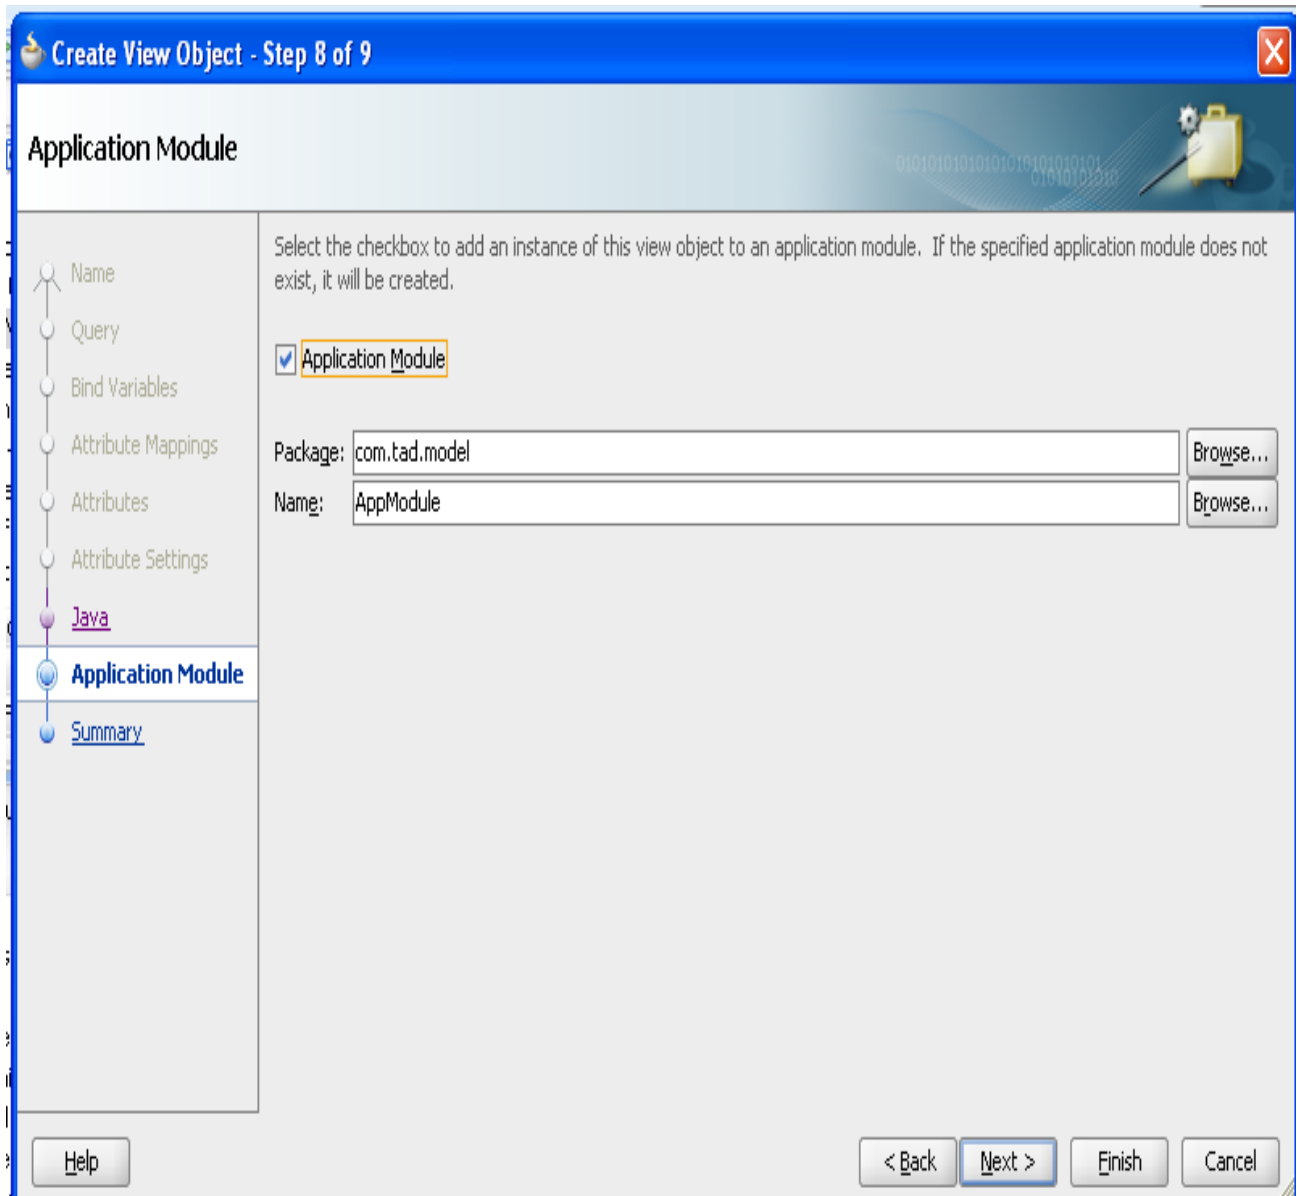 Create View Object - Step 8 of 9
Application Module
010101010101010101010101
01010101010
Select the checkbox to add an instance of this view object to an application module. If the specified application module does not
exist, it will be created.
Name
Query
Bind Variables
Attribute Mappings
Attributes
Attribute Settings
Java
Application Module
Summary
Application Module
Package: com.tad.model Browse...
Name: AppModule Browse...
Help < Back Next > Finish Cancel